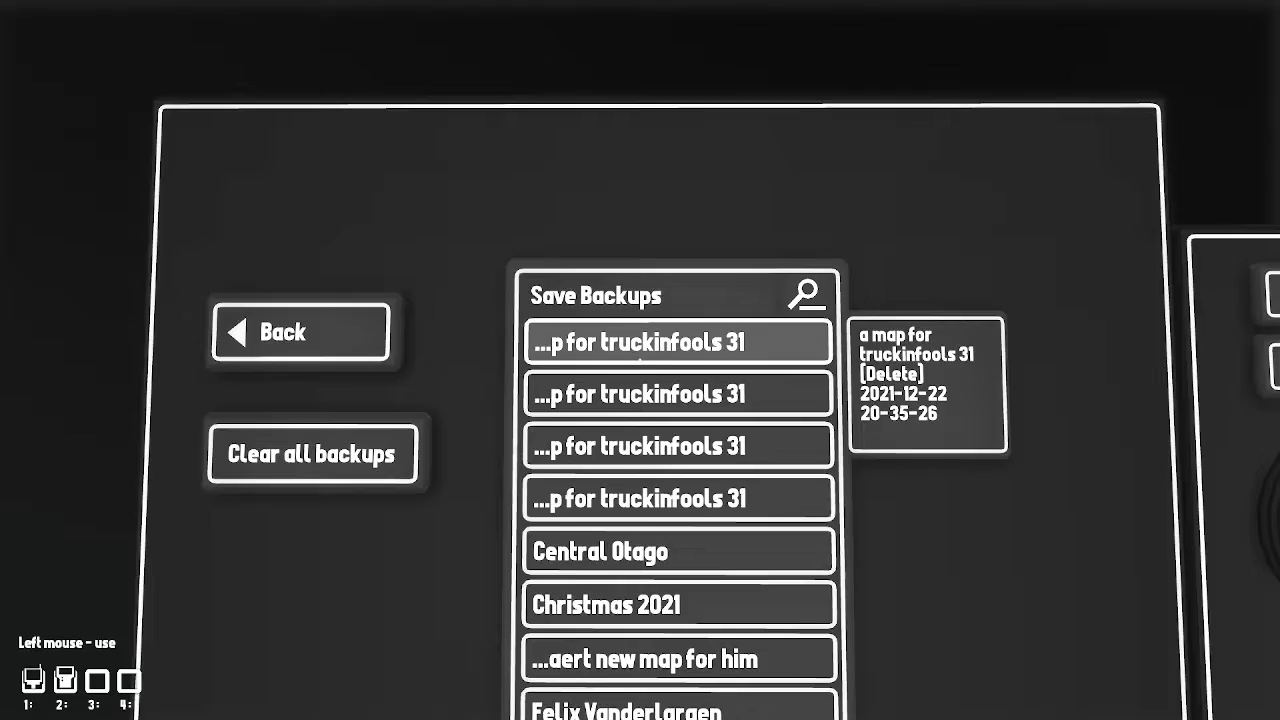 Save Backups
...p for truckinfools 31
Back
a map for
truckinfools 31
[Delete]
2021-12-22
20-35-26
...p for truckinfools 31
...p for truckinfools 31
Clear all backups
...p for truckinfools 31
Central Otago
Christmas 2021
...aert new map for him
Felix Vanderlargen
Left mouse - use
1: 2: 3: 4: